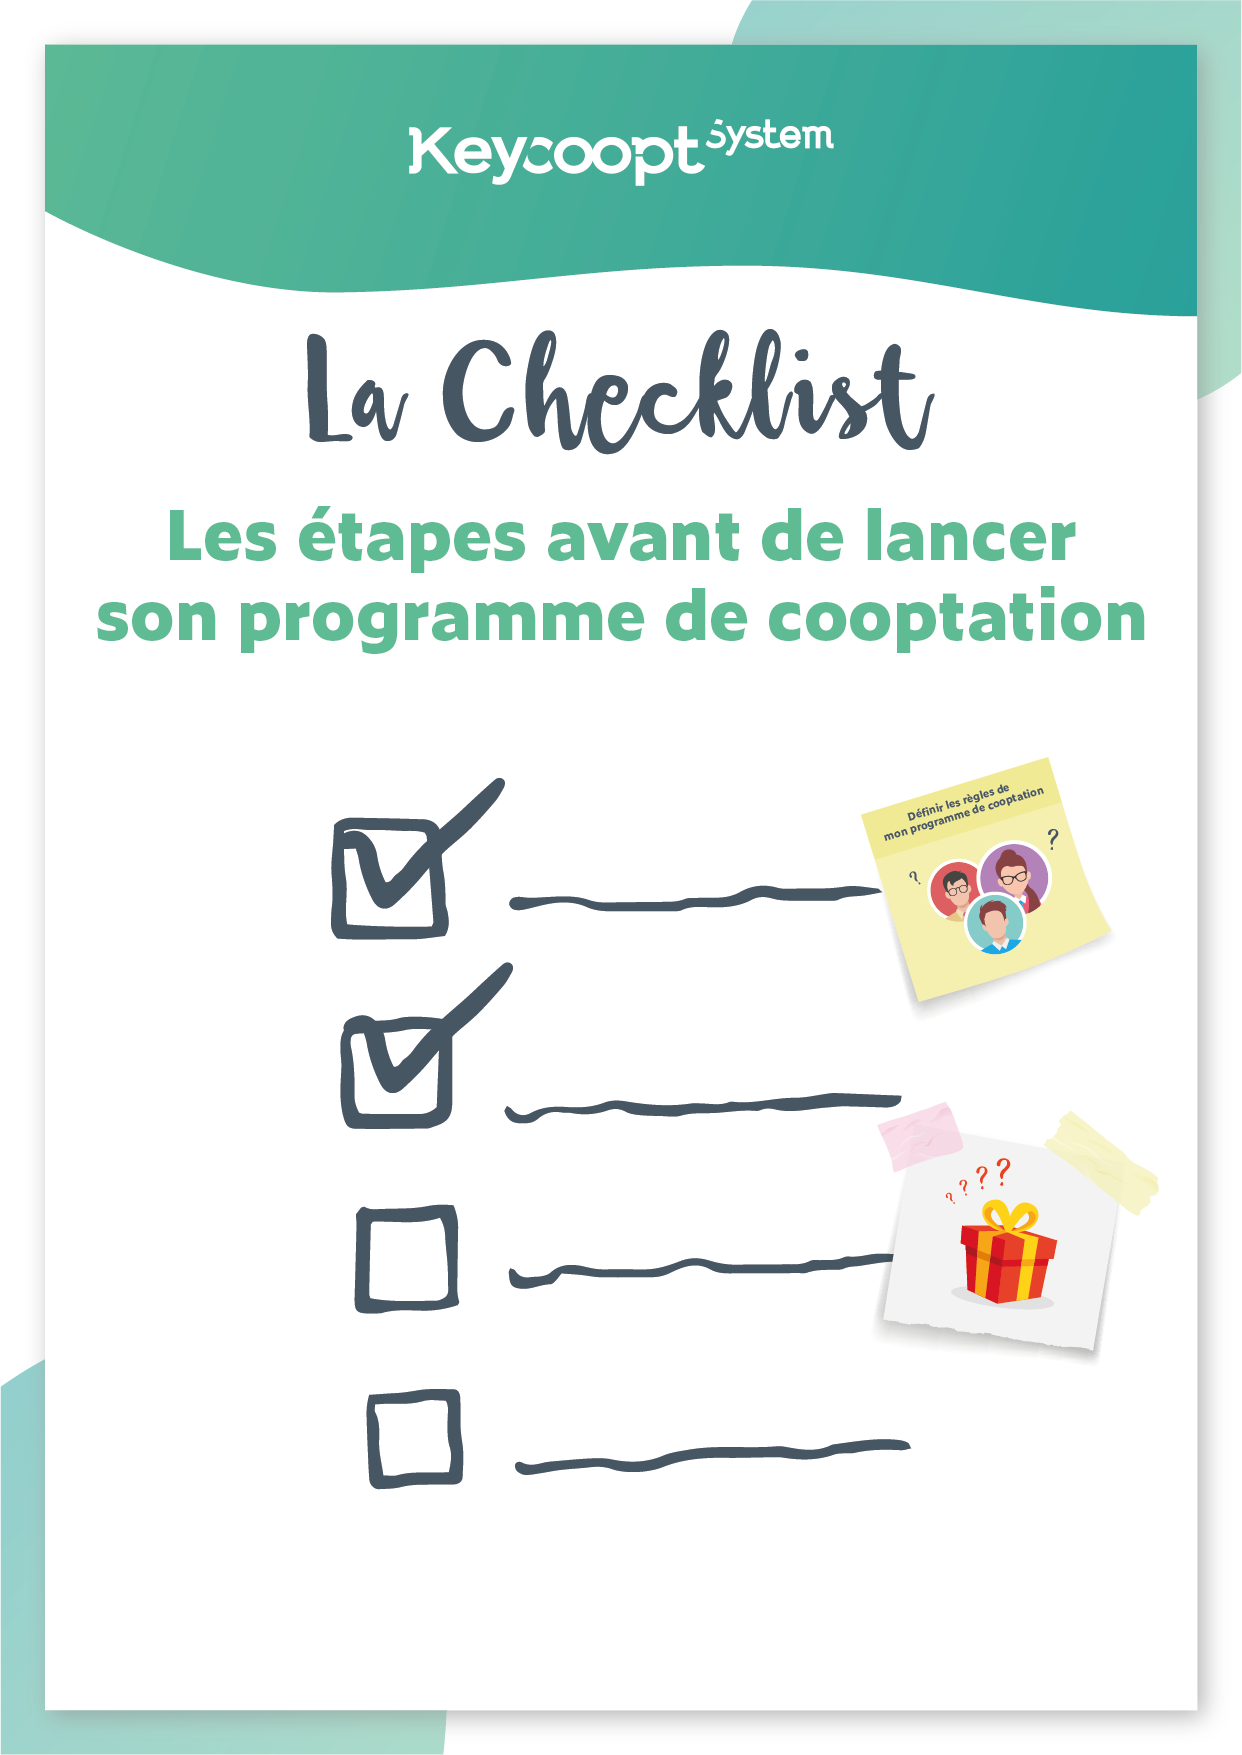 Keycoopt System
La Checklist
Les étapes avant de lancer
son programme de cooptation
Définir les règles de
mon programme de cooptation
?
?
? ? ? ?